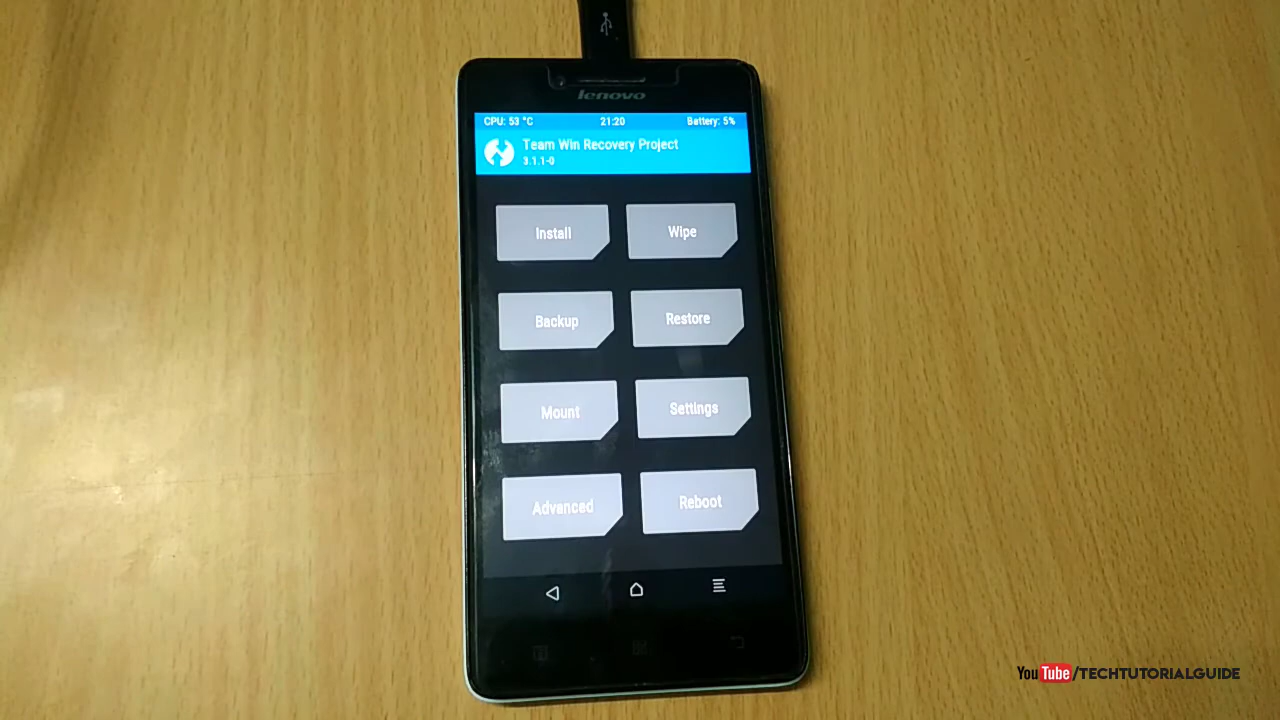 lenovo
CPU: 53 °C 21:20 Battery: 5%
Team Win Recovery Project
3.1.1-0
Install Wipe
Backup Restore
Mount Settings
Advanced Reboot
YouTube/TECHTUTORIALGUIDE